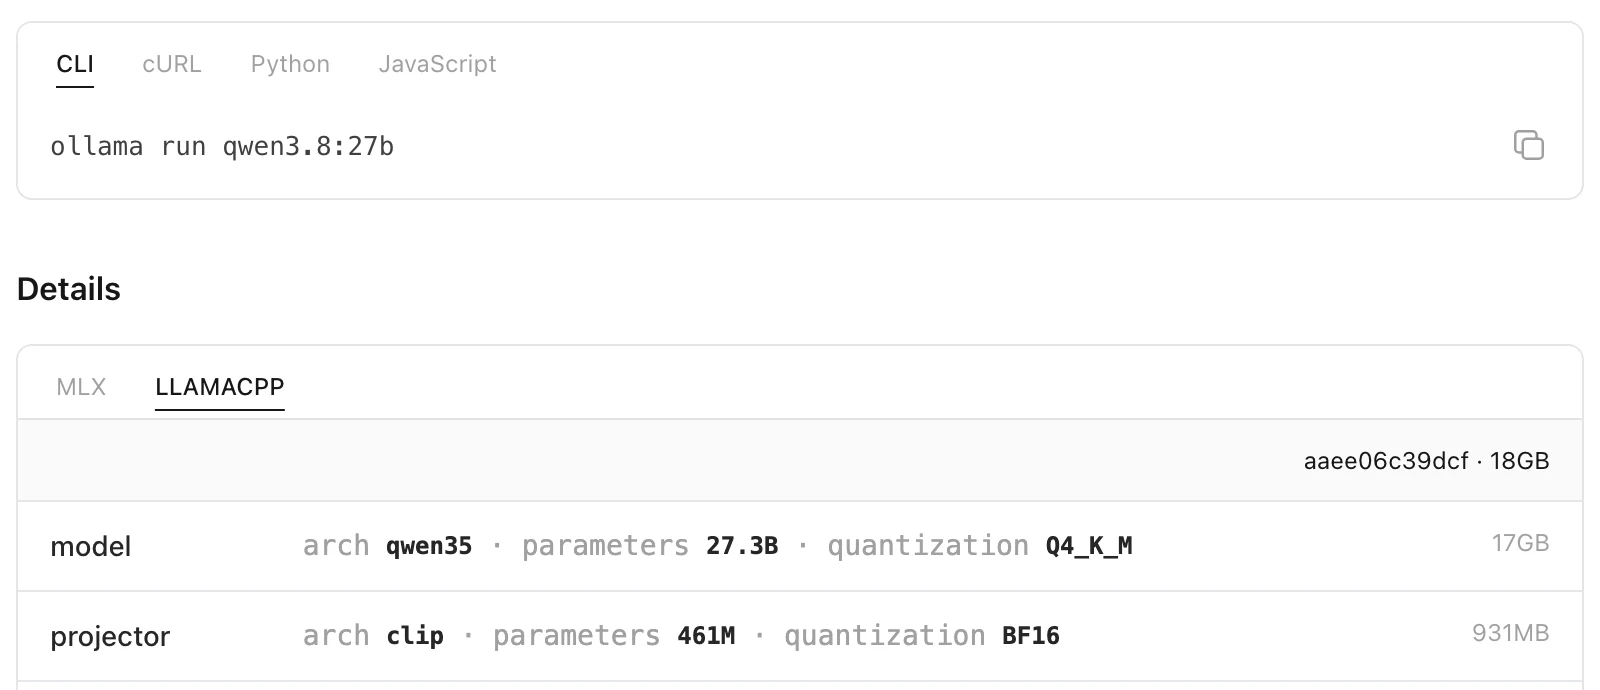 CLI cURL Python JavaScript
ollama run qwen3.8:27b
Details
MLX LLAMACPP
aaee06c39dcf · 18GB
model arch qwen35 · parameters 27.3B · quantization Q4_K_M 17GB
projector arch clip · parameters 461M · quantization BF16 931MB